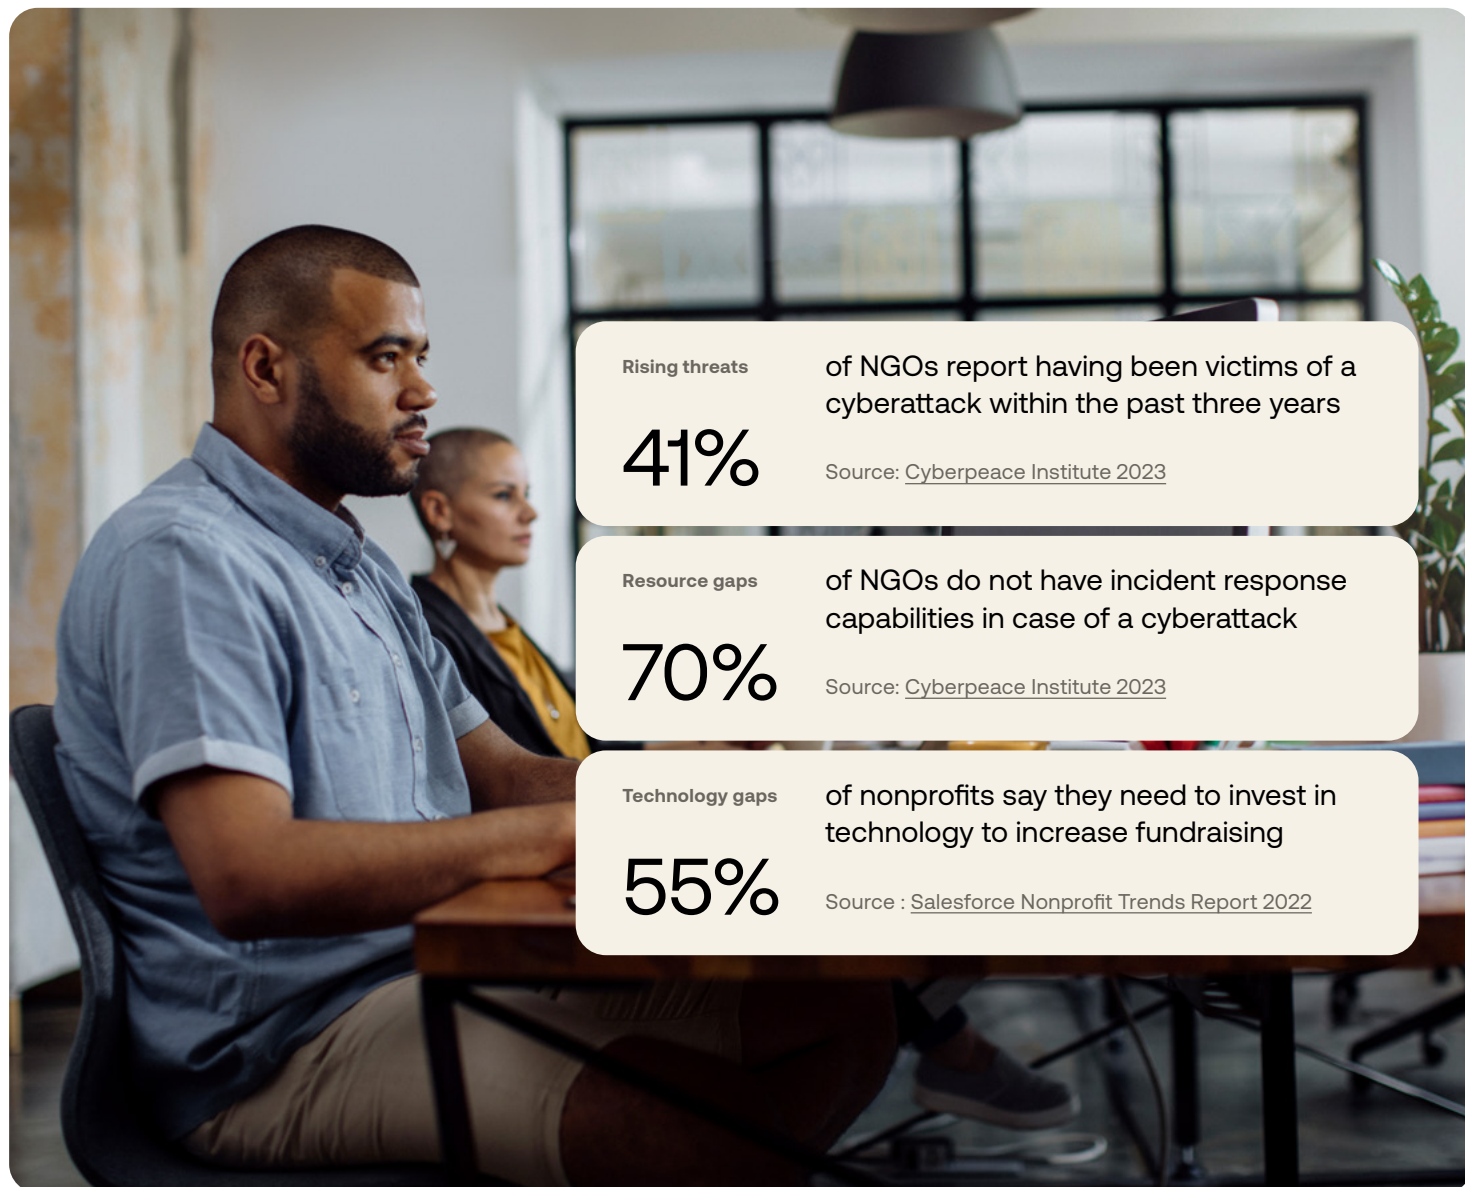 Rising threats
41%
of NGOs report having been victims of a
cyberattack within the past three years
Source: Cyberpeace Institute 2023
Resource gaps
70%
of NGOs do not have incident response
capabilities in case of a cyberattack
Source: Cyberpeace Institute 2023
Technology gaps
55%
of nonprofits say they need to invest in
technology to increase fundraising
Source : Salesforce Nonprofit Trends Report 2022